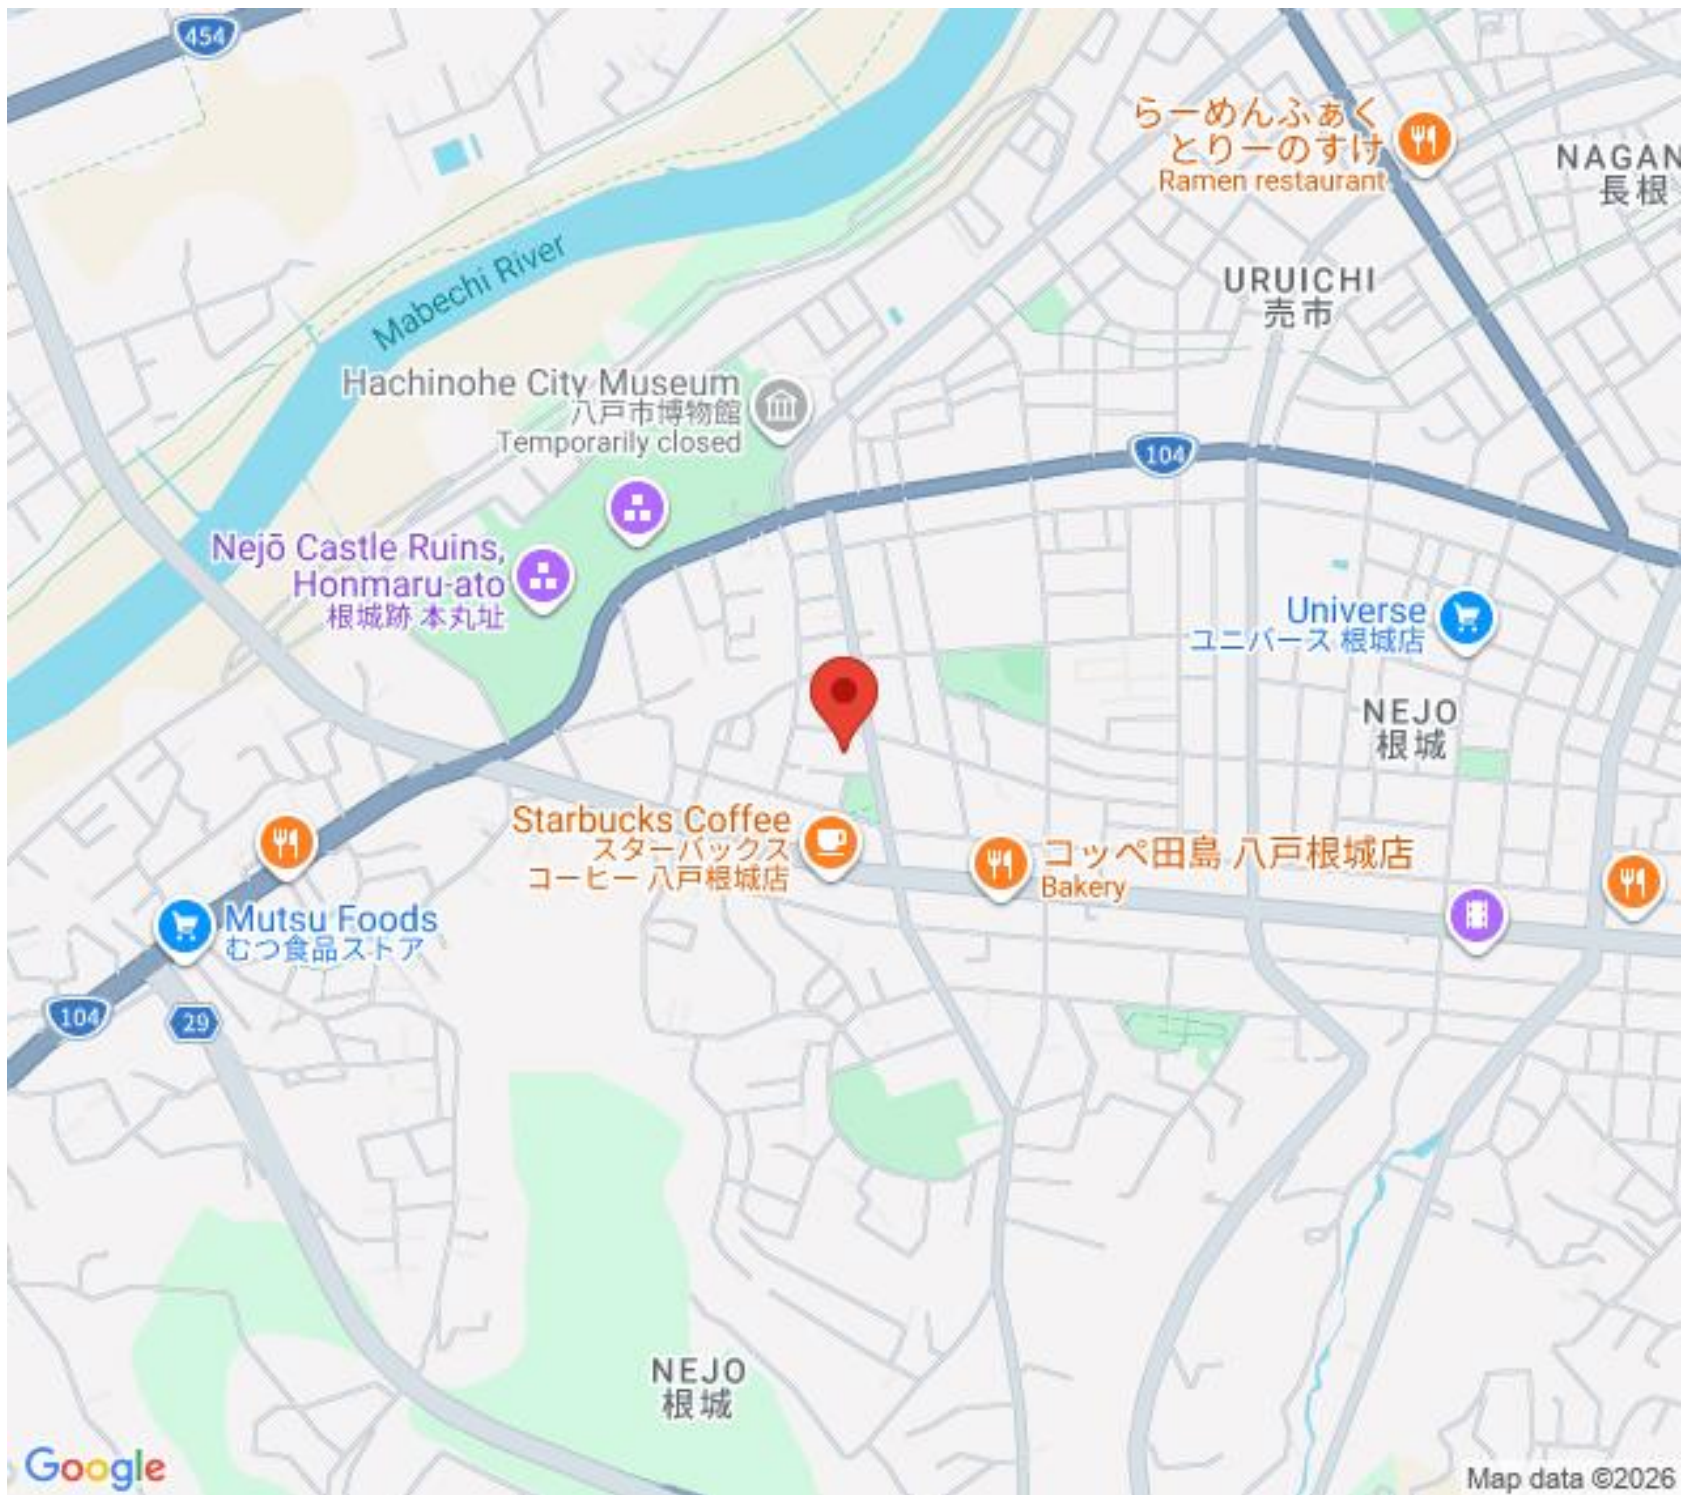 454
らーめんふぁく
とりーのすけ
Ramen restaurant
NAGAN
長根
Mabechi River
URUICHI
売市
Hachinohe City Museum
八戸市博物館
Temporarily closed
104
Nejō Castle Ruins,
Honmaru-ato
根城跡 本丸址
Universe
ユニバース 根城店
NEJO
根城
Starbucks Coffee
スターバックス
コーヒー 八戸根城店
コッペ田島 八戸根城店
Bakery
Mutsu Foods
むつ食品ストア
104
29
NEJO
根城
Google
Map data ©2026